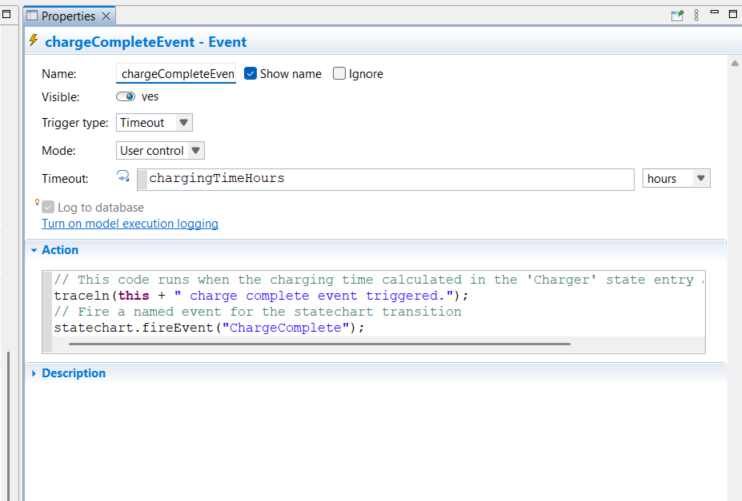 Properties
chargeCompleteEvent - Event
Name: chargeCompleteEven Show name Ignore
Visible: yes
Trigger type: Timeout
Mode: User control
Timeout: chargingTimeHours hours
Log to database
Turn on model execution logging
Action
// This code runs when the charging time calculated in the 'Charger' state entry
traceln(this + " charge complete event triggered.");
// Fire a named event for the statechart transition
statechart.fireEvent("ChargeComplete");
Description